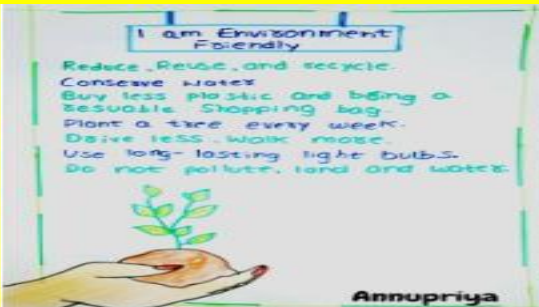 I am Environment
Friendly
Reduce, Reuse, and recycle.
Conserve water
Buy less plastic and bring a
resuable Shopping bag.
Plant a tree every week.
Drive less. walk more.
Use long-lasting light bulbs.
Do not pollute, land and water
Annupriya